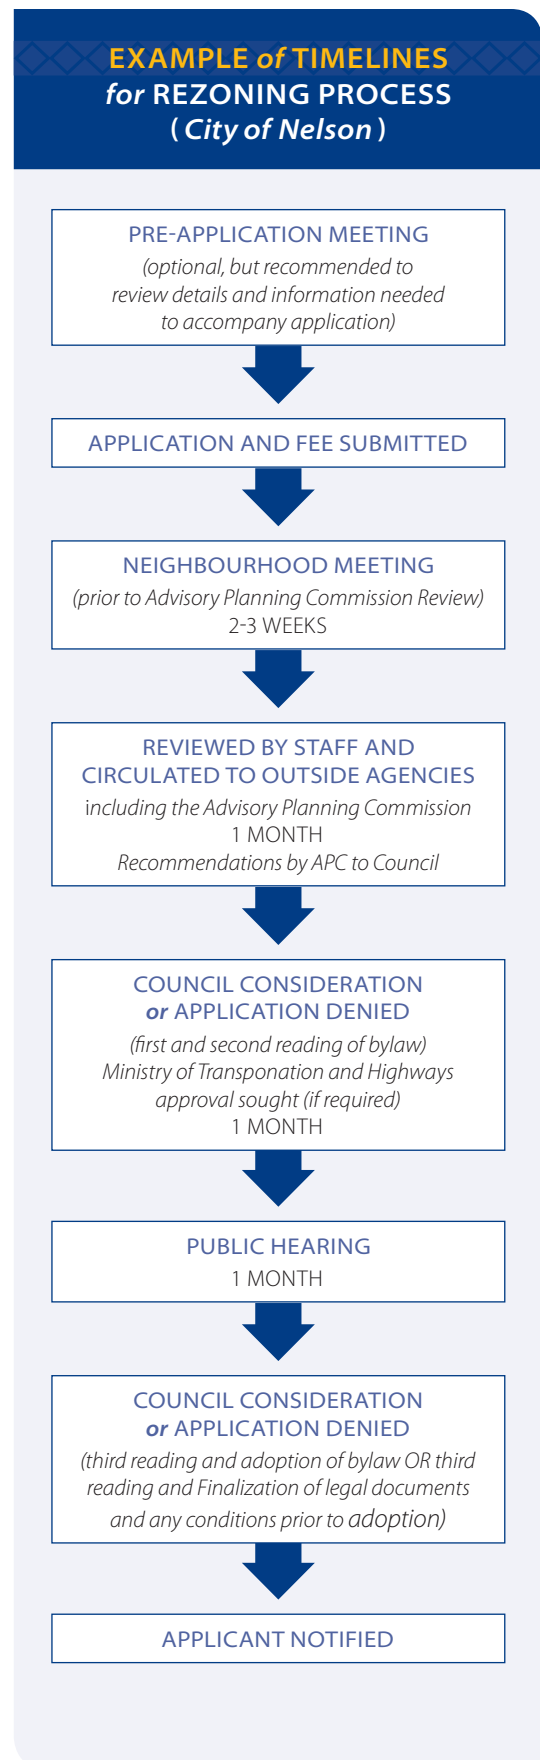 EXAMPLE of TIMELINES
for REZONING PROCESS
( City of Nelson )
PRE-APPLICATION MEETING
(optional, but recommended to
review details and information needed
to accompany application)
APPLICATION AND FEE SUBMITTED
NEIGHBOURHOOD MEETING
(prior to Advisory Planning Commission Review)
2-3 WEEKS
REVIEWED BY STAFF AND
CIRCULATED TO OUTSIDE AGENCIES
including the Advisory Planning Commission
1 MONTH
Recommendations by APC to Council
COUNCIL CONSIDERATION
or APPLICATION DENIED
(first and second reading of bylaw)
Ministry of Transponation and Highways
approval sought (if required)
1 MONTH
PUBLIC HEARING
1 MONTH
COUNCIL CONSIDERATION
or APPLICATION DENIED
(third reading and adoption of bylaw OR third
reading and Finalization of legal documents
and any conditions prior to adoption)
APPLICANT NOTIFIED